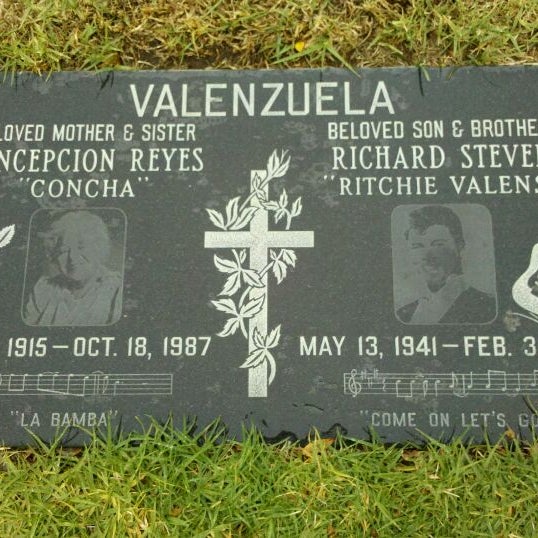 VALENZUELA
LOVED MOTHER & SISTER
NCEPCION REYES
"CONCHA"
1915 — OCT. 18, 1987
"LA BAMBA"
BELOVED SON & BROTHE
RICHARD STEVE
"RITCHIE VALENS
MAY 13, 1941 — FEB. 3
"COME ON LET'S GO